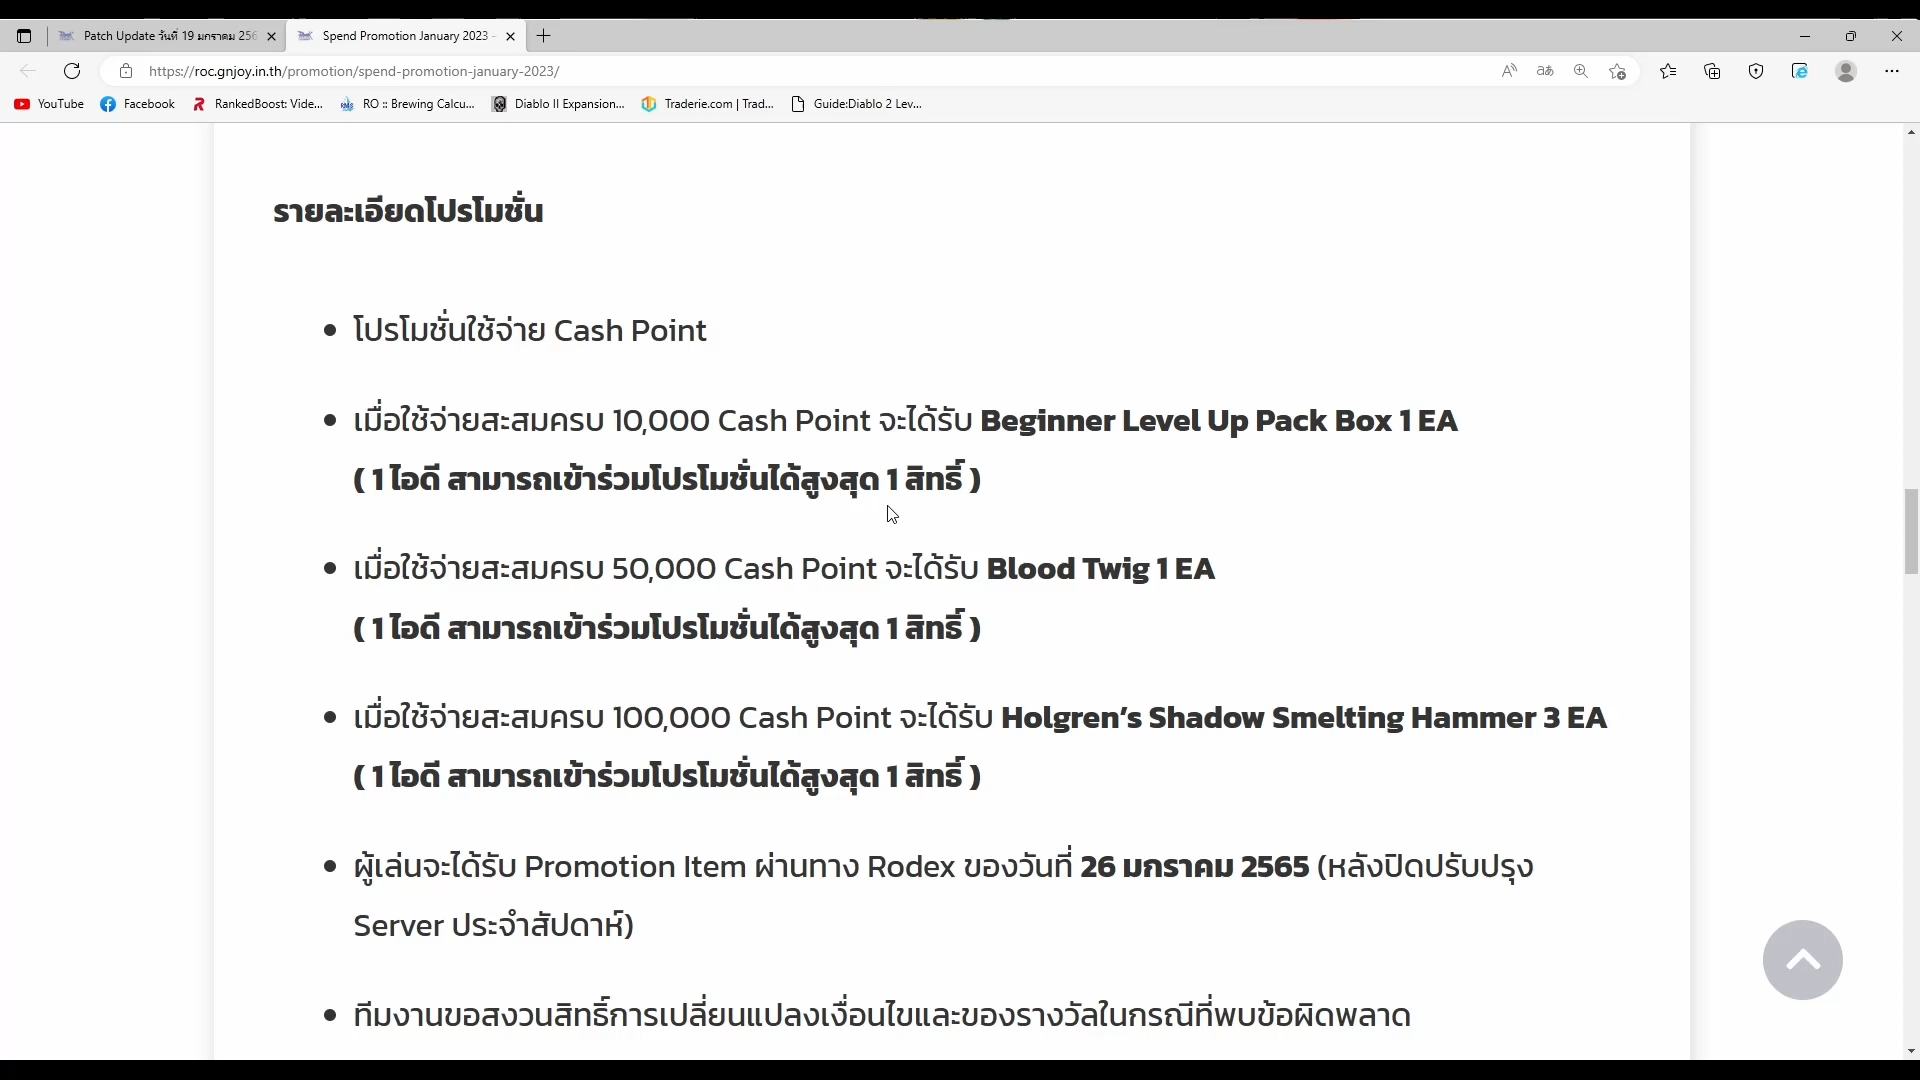 Patch Update วันที่ 19 มกราคม 256
Spend Promotion January 2023 -
https://roc.gnjoy.in.th/promotion/spend-promotion-january-2023/
YouTube Facebook RankedBoost: Vide... RO :: Brewing Calcu... Diablo II Expansion... Traderie.com | Trad... Guide:Diablo 2 Lev...
รายละเอียดโปรโมชั่น
• โปรโมชั่นใช้จ่าย Cash Point
• เมื่อใช้จ่ายสะสมครบ 10,000 Cash Point จะได้รับ Beginner Level Up Pack Box 1 EA
( 1 ไอดี สามารถเข้าร่วมโปรโมชั่นได้สูงสุด 1 สิทธิ์ )
• เมื่อใช้จ่ายสะสมครบ 50,000 Cash Point จะได้รับ Blood Twig 1 EA
( 1 ไอดี สามารถเข้าร่วมโปรโมชั่นได้สูงสุด 1 สิทธิ์ )
• เมื่อใช้จ่ายสะสมครบ 100,000 Cash Point จะได้รับ Holgren’s Shadow Smelting Hammer 3 EA
( 1 ไอดี สามารถเข้าร่วมโปรโมชั่นได้สูงสุด 1 สิทธิ์ )
• ผู้เล่นจะได้รับ Promotion Item ผ่านทาง Rodex ของวันที่ 26 มกราคม 2565 (หลังปิดปรับปรุง
Server ประจำสัปดาห์)
• ทีมงานขอสงวนสิทธิ์การเปลี่ยนแปลงเงื่อนไขและของรางวัลในกรณีที่พบข้อผิดพลาด